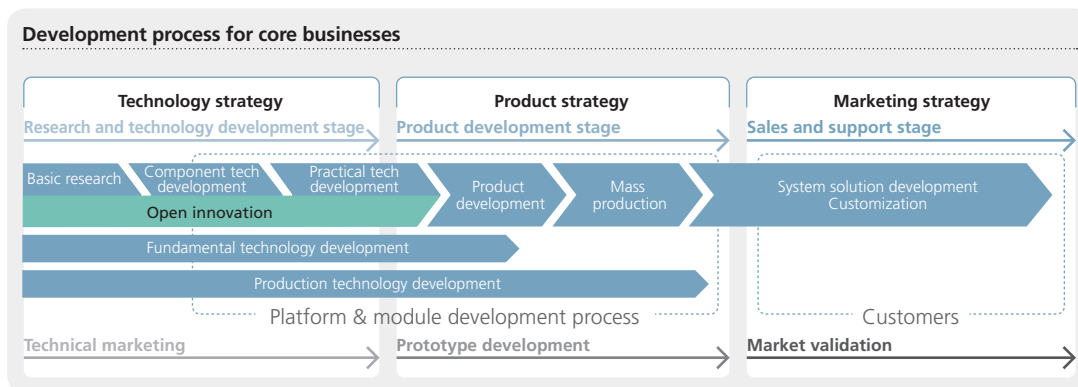 Development process for core businesses
Technology strategy
Product strategy
Marketing strategy
Research and technology development stage
Product development stage
Sales and support stage
Basic research
Component tech
development
Practical tech
development
Product
development
Mass
production
System solution development
Customization
Open innovation
Fundamental technology development
Production technology development
Platform & module development process
Customers
Technical marketing
Prototype development
Market validation